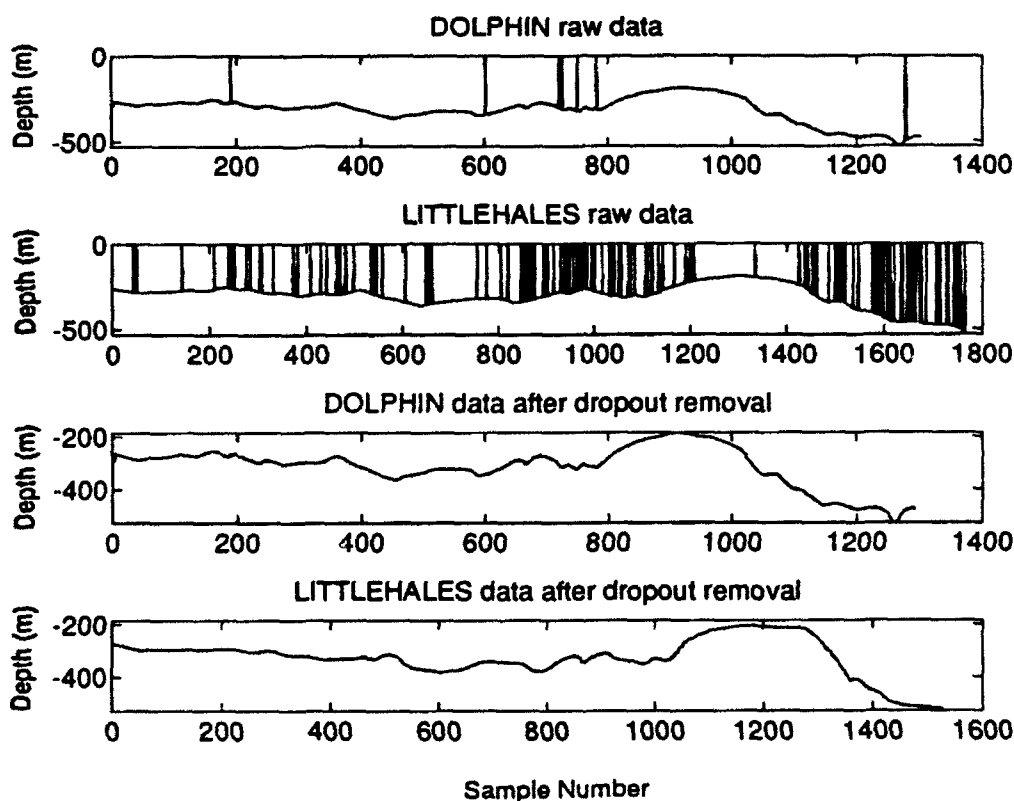 DOLPHIN raw data
Depth (m)
0
-500
0 200 400 600 800 1000 1200 1400
LITTLEHALES raw data
Depth (m)
0
-500
0 200 400 600 800 1000 1200 1400 1600 1800
DOLPHIN data after dropout removal
Depth (m)
-200
-400
0 200 400 600 800 1000 1200 1400
LITTLEHALES data after dropout removal
Depth (m)
-200
-400
0 200 400 600 800 1000 1200 1400 1600
Sample Number